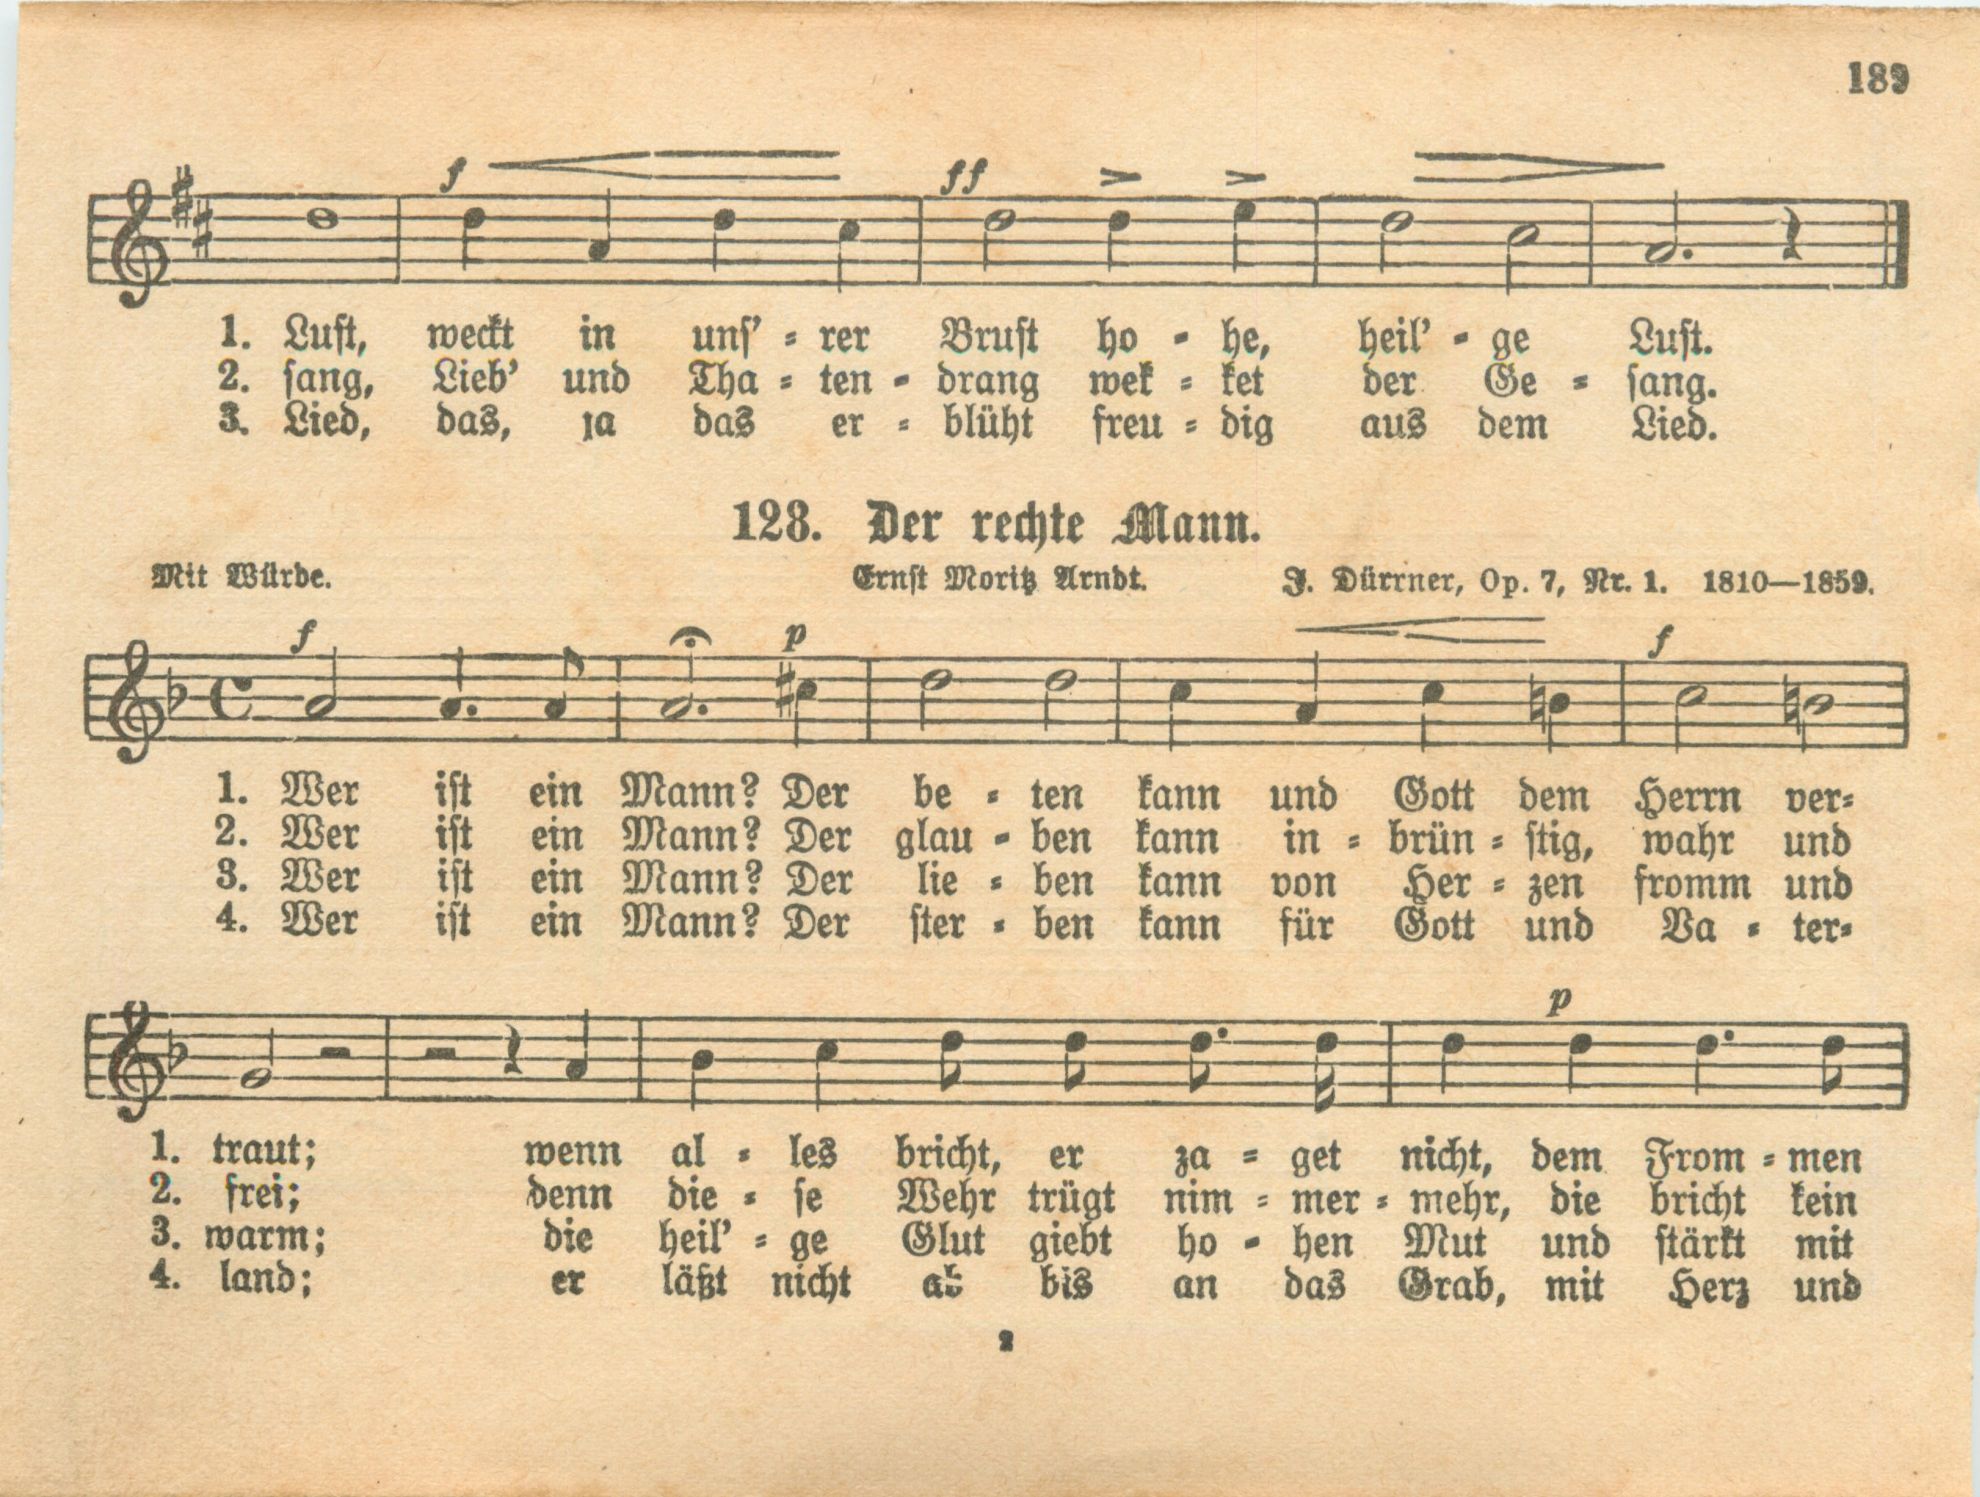 189
f ff
1. Lust, weckt in uns' - rer Brust ho - he, heil' - ge Lust.
2. sang, Lieb' und Tha - ten - drang wek - ket der Ge - sang.
3. Lied, das, ja das er - blüht freu - dig aus dem Lied.
128. Der rechte Mann.
Mit Würde. Ernst Moritz Arndt. J. Dürrner, Op. 7, Nr. 1. 1810—1859.
f p f
1. Wer ist ein Mann? Der be - ten kann und Gott dem Herrn ver-
2. Wer ist ein Mann? Der glau - ben kann in - brün - stig, wahr und
3. Wer ist ein Mann? Der lie - ben kann von Her - zen fromm und
4. Wer ist ein Mann? Der ster - ben kann für Gott und Va - ter-
p
1. traut; wenn al - les bricht, er za - get nicht, dem From - men
2. frei; denn die - se Wehr trügt nim - mer - mehr, die bricht kein
3. warm; die heil' - ge Glut giebt ho - hen Mut und stärkt mit
4. land; er läßt nicht ab bis an das Grab, mit Herz und